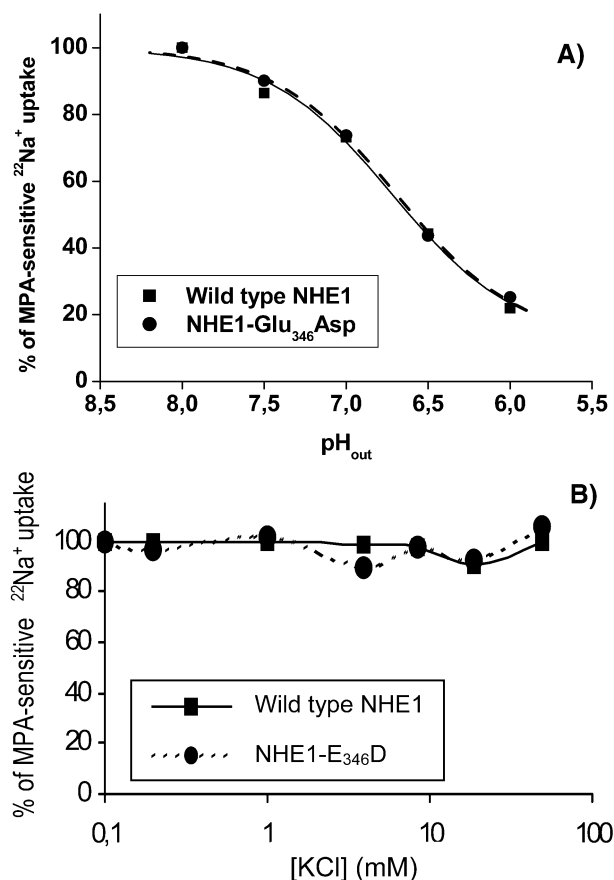 A)
% of MPA-sensitive ²²Na⁺ uptake
100
80
60
40
20
0
Wild type NHE1
NHE1-Glu₃₄₆Asp
8,5 8,0 7,5 7,0 6,5 6,0 5,5
pHₒᵤₜ
B)
% of MPA-sensitive ²²Na⁺ uptake
100
80
60
40
20
0
Wild type NHE1
NHE1-E₃₄₆D
0,1 1 10 100
[KCl] (mM)